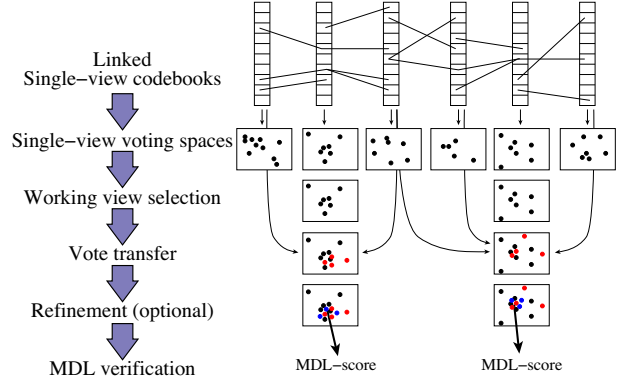 Linked
Single−view codebooks
Single−view voting spaces
Working view selection
Vote transfer
Refinement (optional)
MDL verification
MDL−score
MDL−score